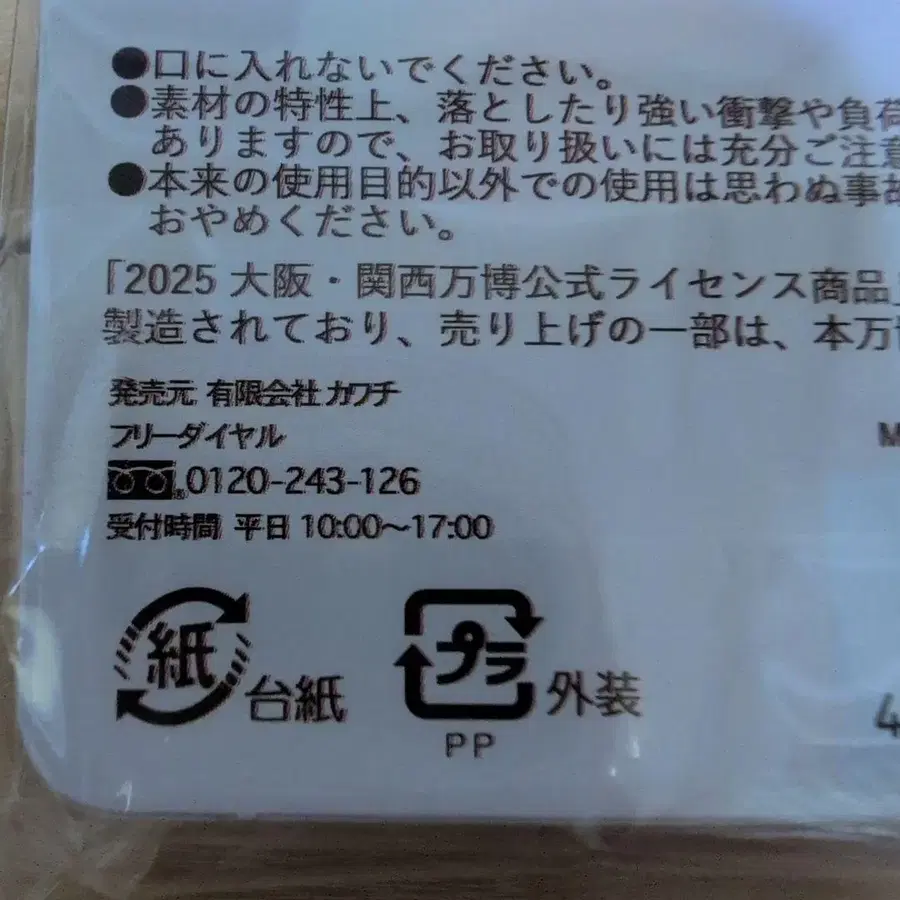 ●口に入れないでください。
●素材の特性上、落としたり強い衝撃や負荷
ありますので、お取り扱いには充分ご注意
●本来の使用目的以外での使用は思わぬ事故
おやめください。
「2025 大阪・関西万博公式ライセンス商品」
製造されており、売り上げの一部は、本万博
発売元 有限会社 カワチ
フリーダイヤル
0120-243-126
受付時間 平日 10:00～17:00
M
紙 台紙
プラ 外装
PP
4